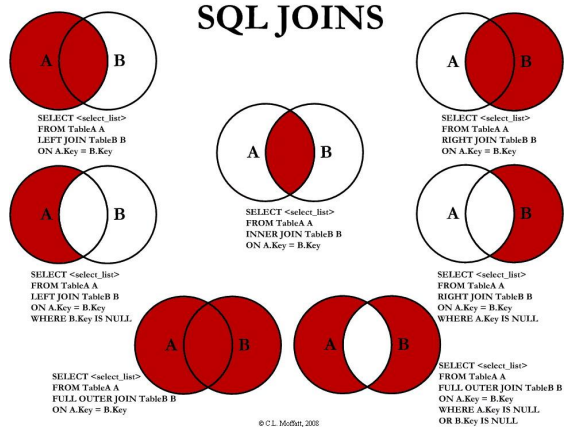 SQL JOINS
A B
SELECT <select_list>
FROM TableA A
LEFT JOIN TableB B
ON A.Key = B.Key
A B
SELECT <select_list>
FROM TableA A
RIGHT JOIN TableB B
ON A.Key = B.Key
A B
SELECT <select_list>
FROM TableA A
INNER JOIN TableB B
ON A.Key = B.Key
A B
SELECT <select_list>
FROM TableA A
LEFT JOIN TableB B
ON A.Key = B.Key
WHERE B.Key IS NULL
A B
SELECT <select_list>
FROM TableA A
RIGHT JOIN TableB B
ON A.Key = B.Key
WHERE A.Key IS NULL
A B
SELECT <select_list>
FROM TableA A
FULL OUTER JOIN TableB B
ON A.Key = B.Key
A B
SELECT <select_list>
FROM TableA A
FULL OUTER JOIN TableB B
ON A.Key = B.Key
WHERE A.Key IS NULL
OR B.Key IS NULL
© C.L. Moffatt, 2008